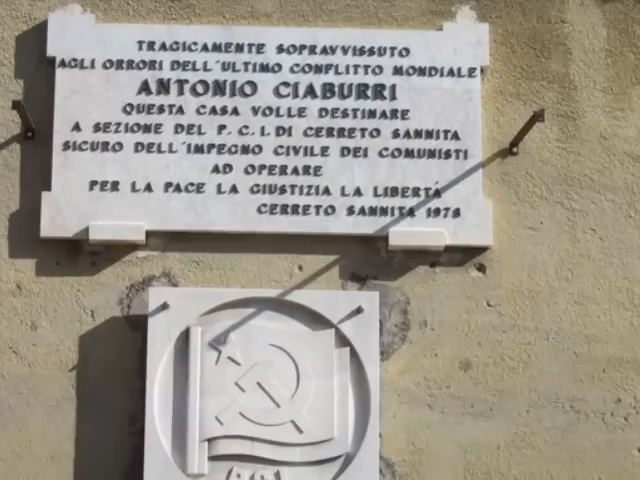 TRAGICAMENTE SOPRAVVISSUTO
AGLI ORRORI DELL'ULTIMO CONFLITTO MONDIALE
ANTONIO CIABURRI
QUESTA CASA VOLLE DESTINARE
A SEZIONE DEL P.C.I. DI CERRETO SANNITA
SICURO DELL'IMPEGNO CIVILE DEI COMUNISTI
AD OPERARE
PER LA PACE LA GIUSTIZIA LA LIBERTÀ
CERRETO SANNITA 1978